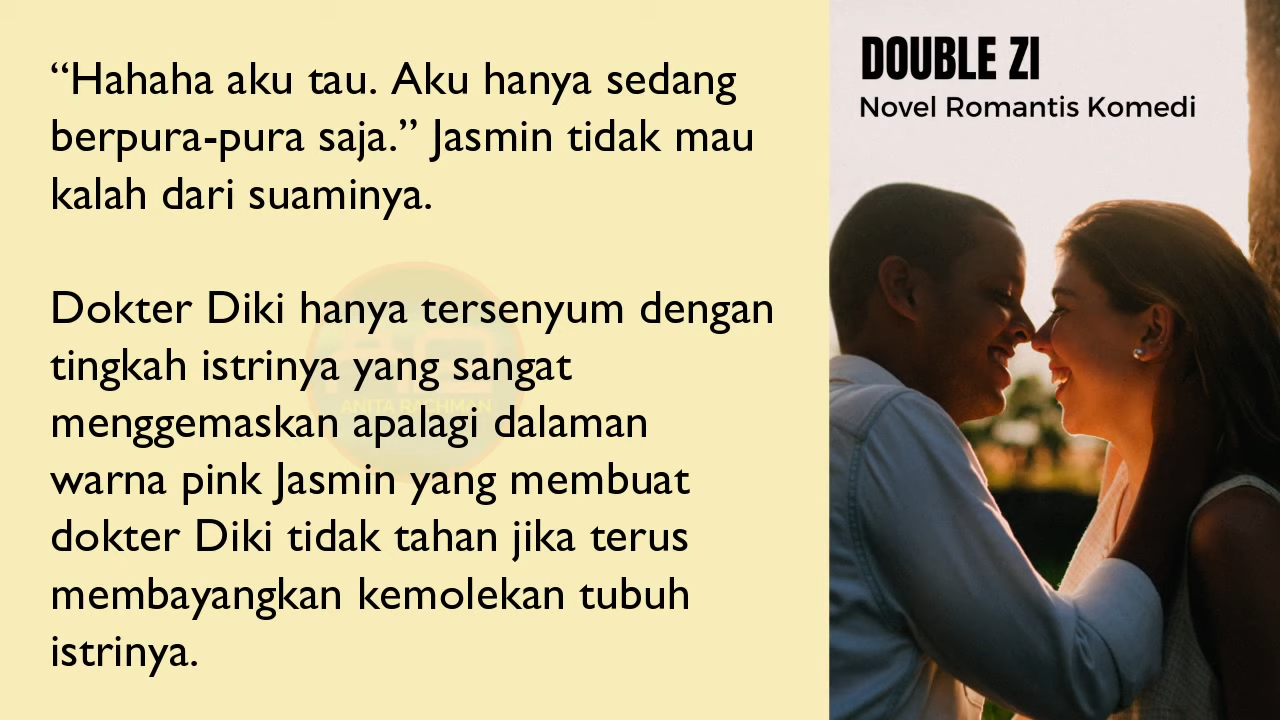 “Hahaha aku tau. Aku hanya sedang
berpura-pura saja.” Jasmin tidak mau
kalah dari suaminya.
Dokter Diki hanya tersenyum dengan
tingkah istrinya yang sangat
menggemaskan apalagi dalaman
warna pink Jasmin yang membuat
dokter Diki tidak tahan jika terus
membayangkan kemolekan tubuh
istrinya.
ANITA RACHMAN
DOUBLE ZI
Novel Romantis Komedi